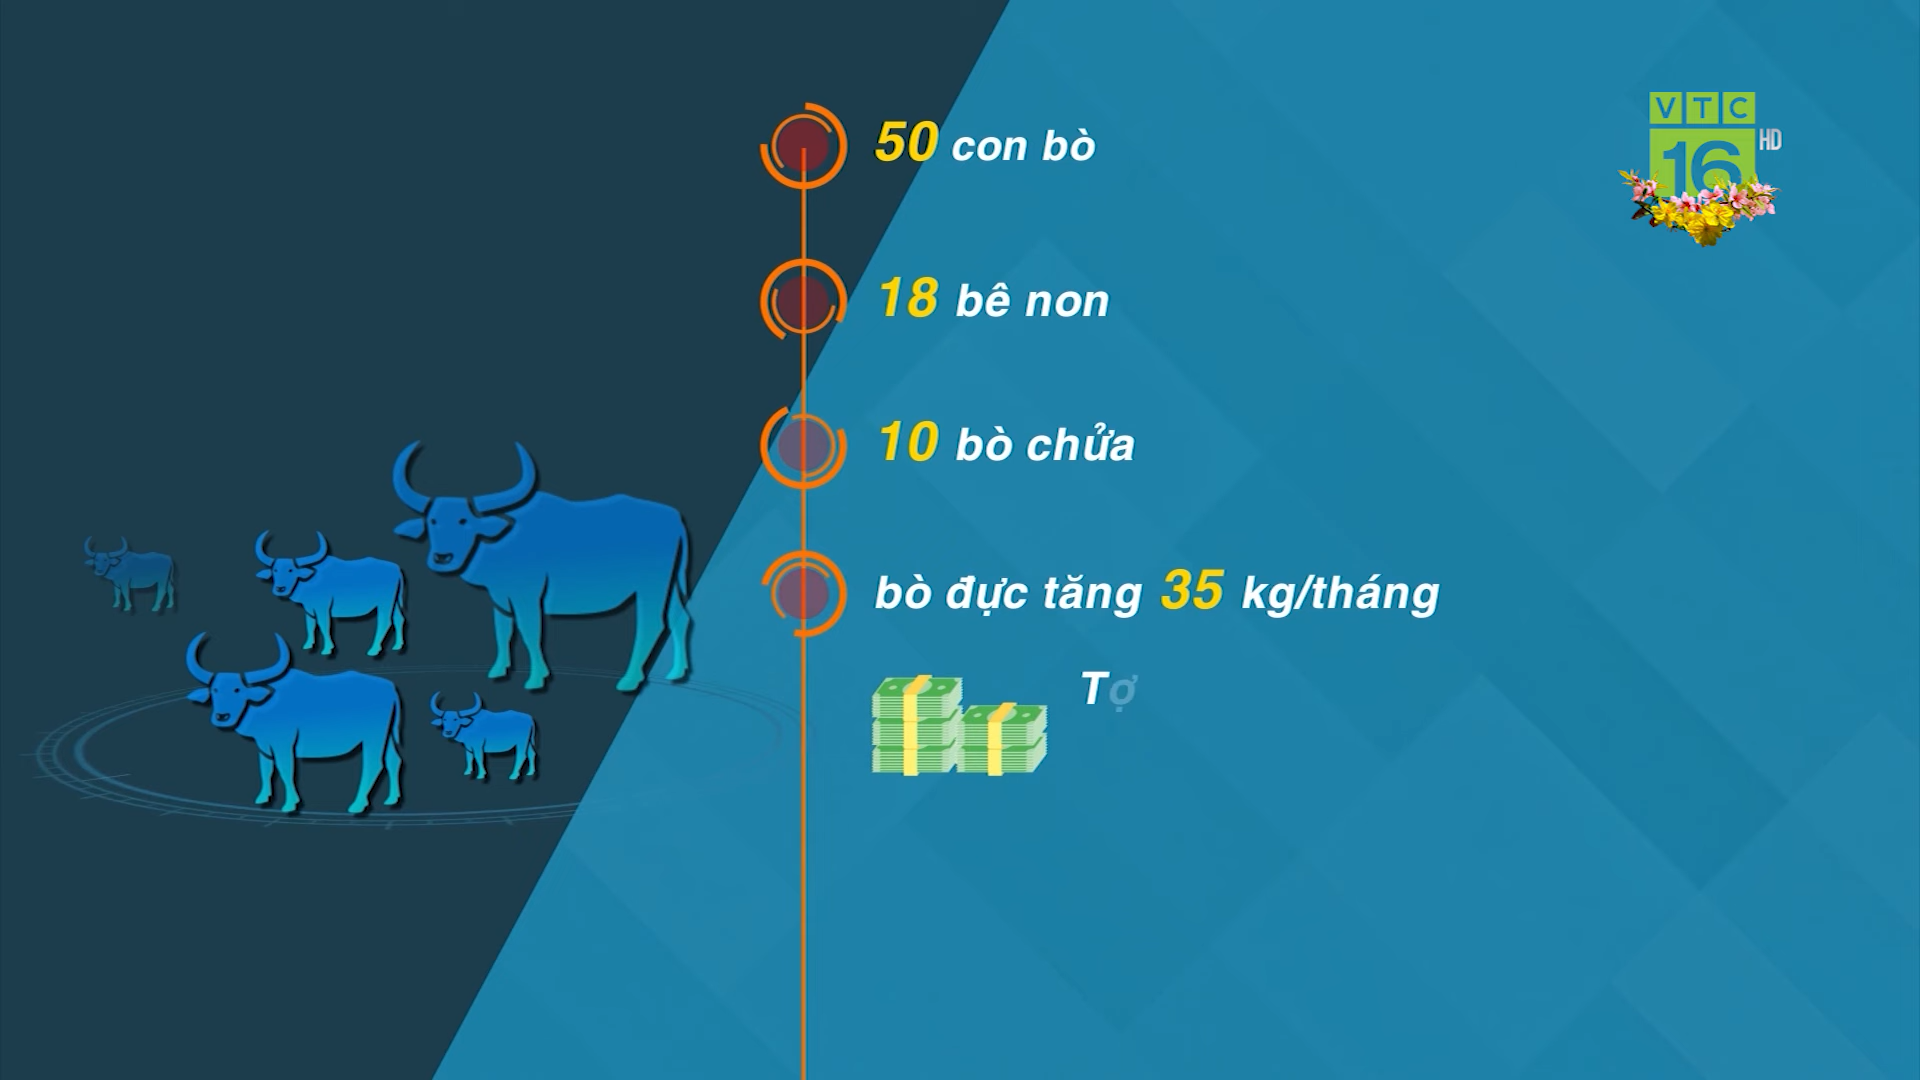 50 con bò
VTC
16
HD
18 bê non
10 bò chửa
bò đực tăng 35 kg/tháng
Tợ